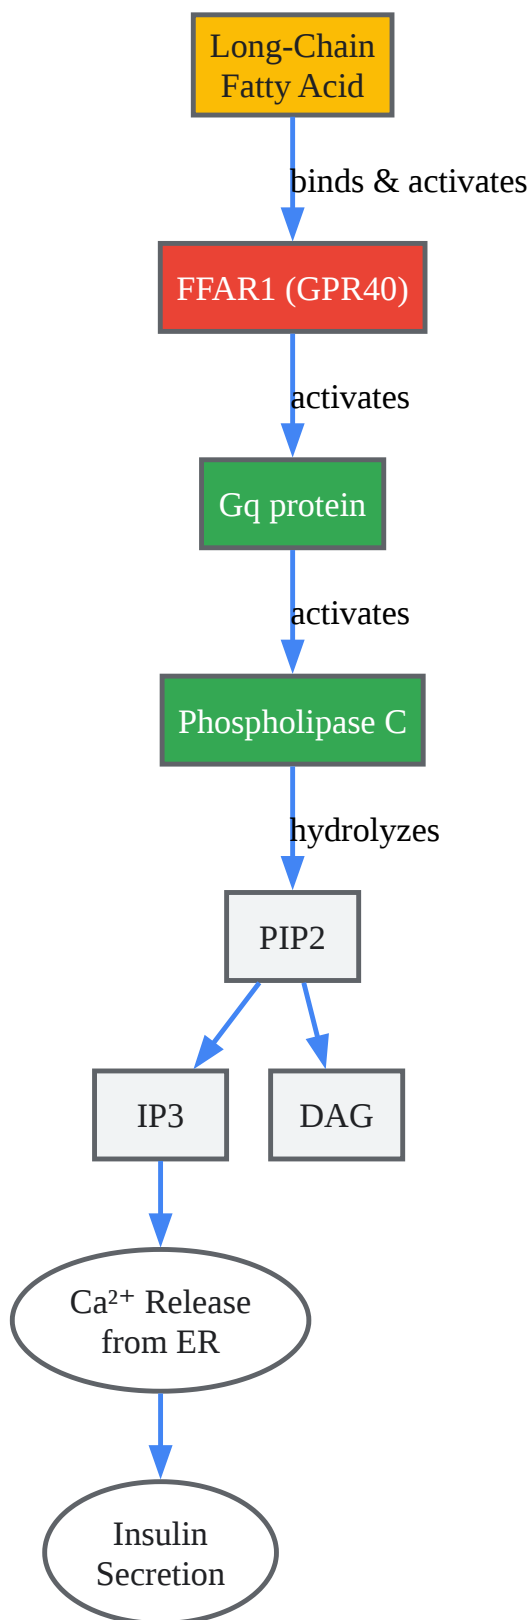 Long-Chain
Fatty Acid
binds & activates
FFAR1 (GPR40)
activates
Gq protein
activates
Phospholipase C
hydrolyzes
PIP2
IP3
DAG
Ca²⁺ Release
from ER
Insulin
Secretion